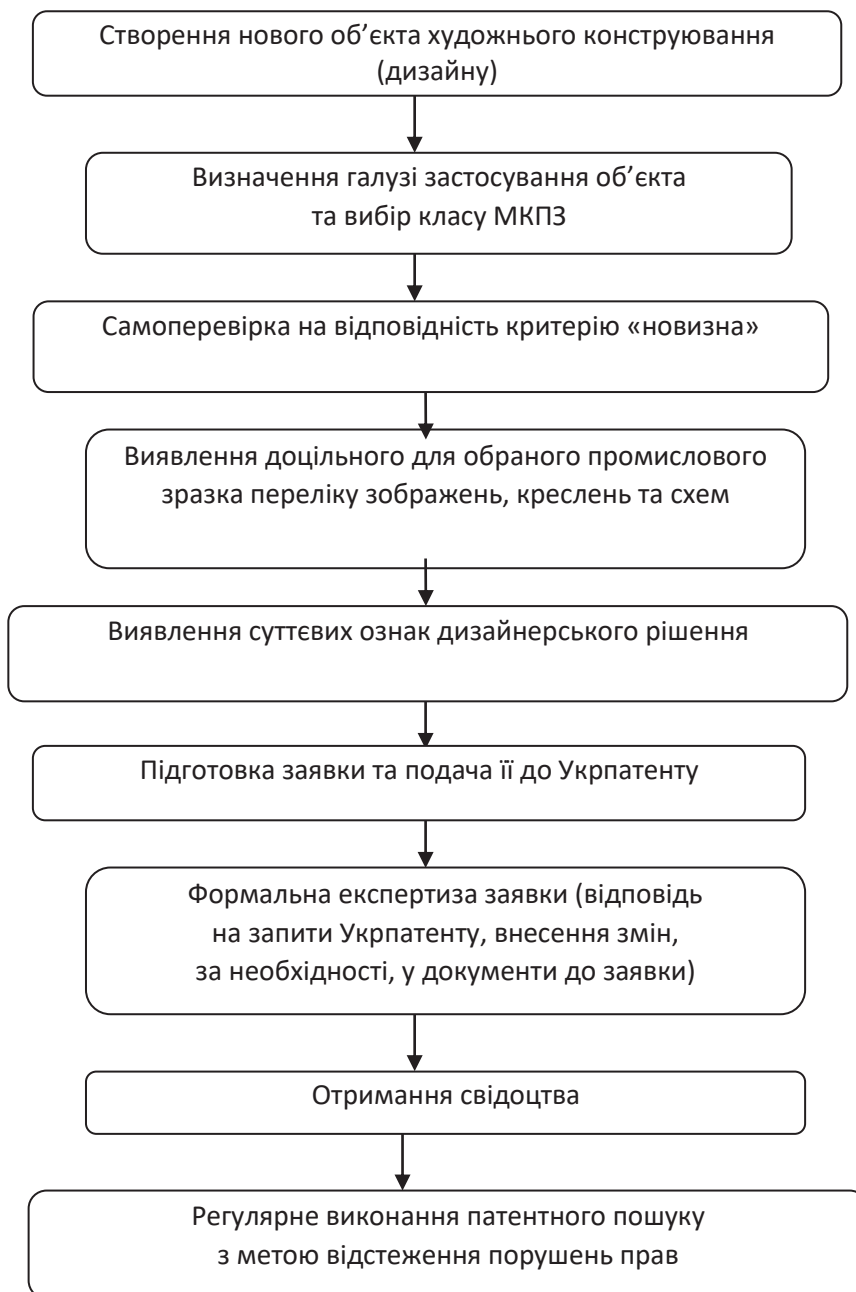 Створення нового об’єкта художнього конструювання
(дизайну)
Визначення галузі застосування об’єкта
та вибір класу МКПЗ
Самоперевірка на відповідність критерію «новизна»
Виявлення доцільного для обраного промислового
зразка переліку зображень, креслень та схем
Виявлення суттєвих ознак дизайнерського рішення
Підготовка заявки та подача її до Укрпатенту
Формальна експертиза заявки (відповідь
на запити Укрпатенту, внесення змін,
за необхідності, у документи до заявки)
Отримання свідоцтва
Регулярне виконання патентного пошуку
з метою відстеження порушень прав